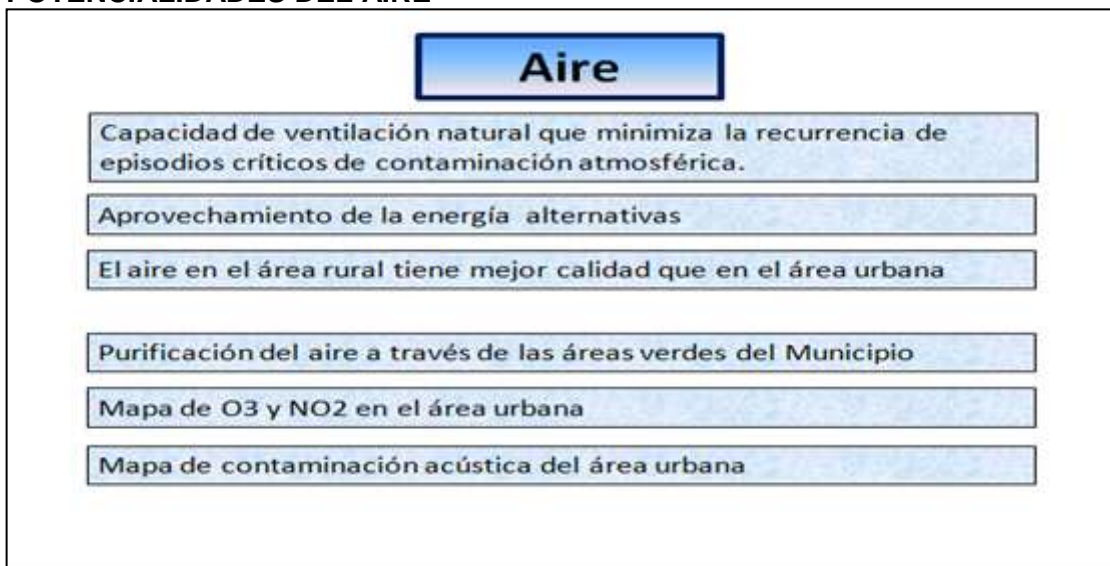 POTENCIALIDADES DEL AIRE
Aire
Capacidad de ventilación natural que minimiza la recurrencia de
episodios críticos de contaminación atmosférica.
Aprovechamiento de la energía alternativas
El aire en el área rural tiene mejor calidad que en el área urbana
Purificación del aire a través de las áreas verdes del Municipio
Mapa de O3 y NO2 en el área urbana
Mapa de contaminación acústica del área urbana